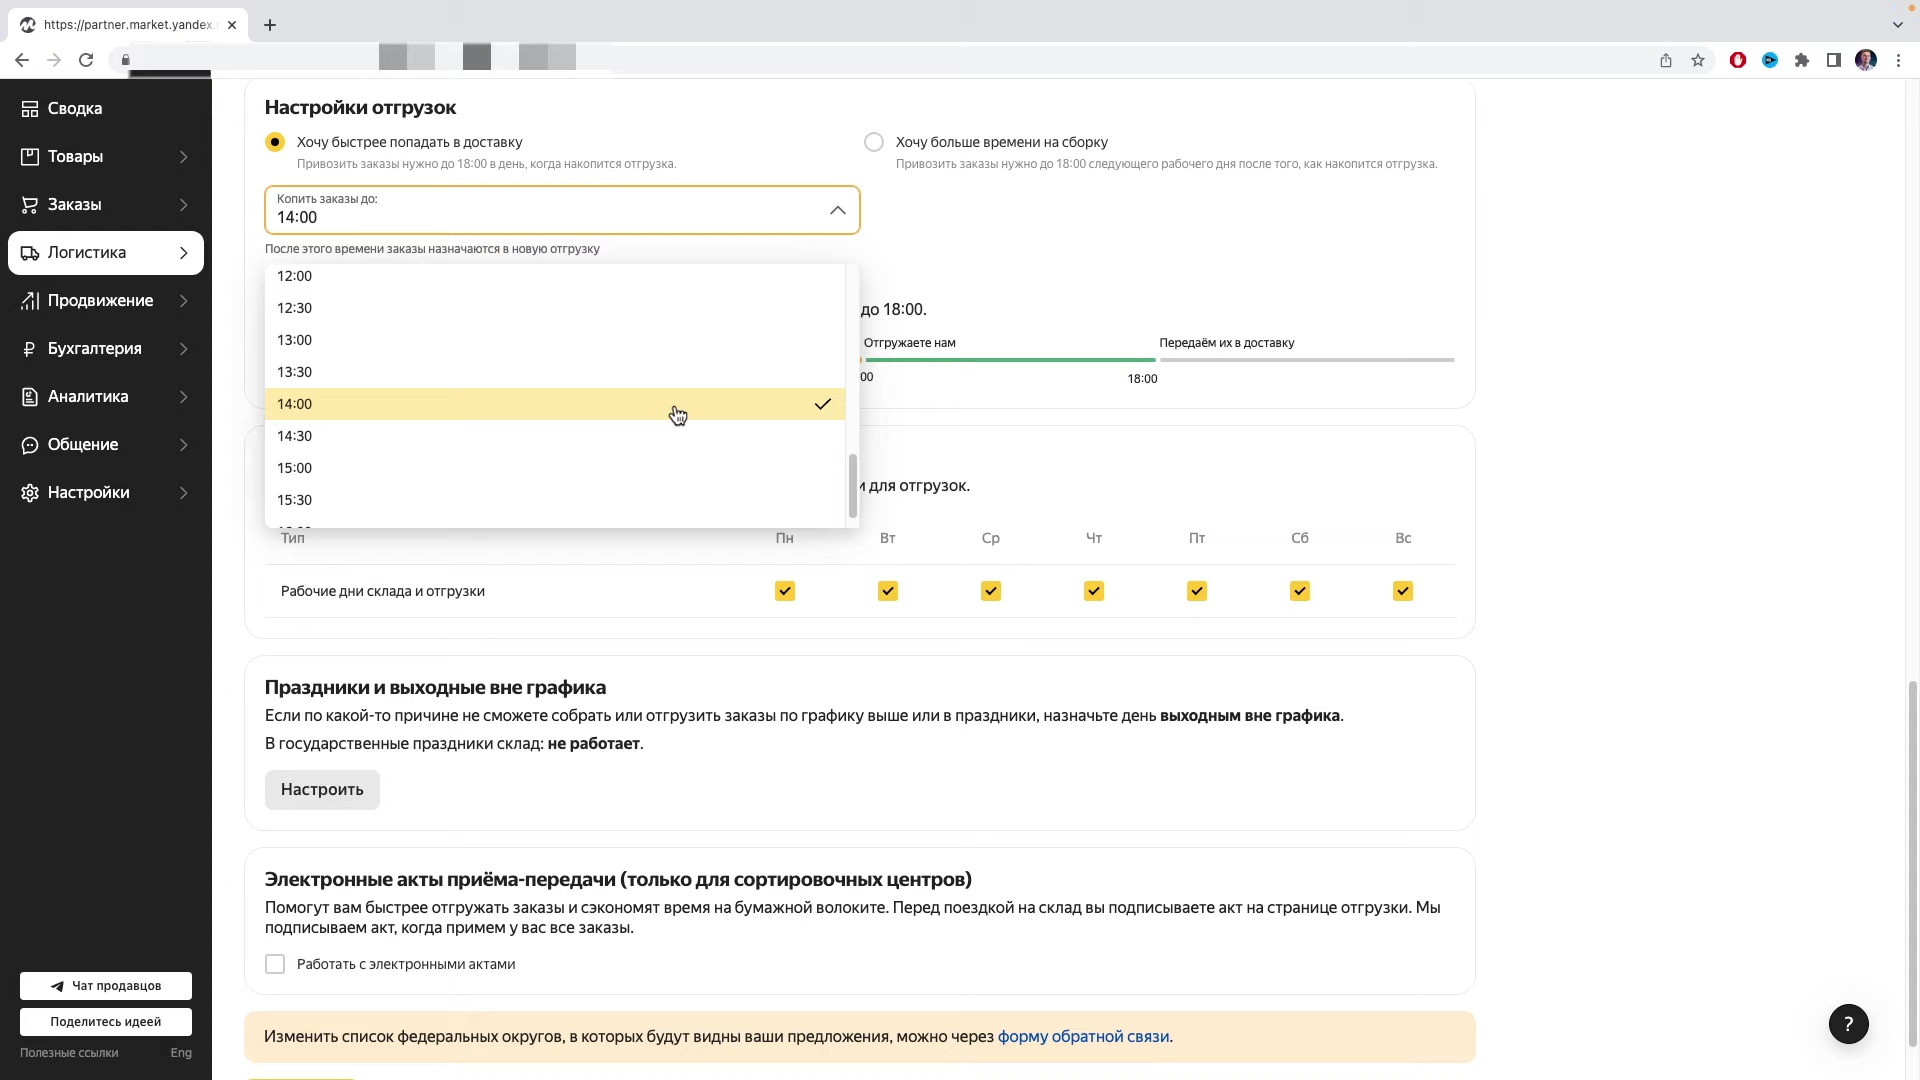 https://partner.market.yandex.
Сводка
Товары
Заказы
Логистика
Продвижение
Бухгалтерия
Аналитика
Общение
Настройки
Чат продавцов
Поделитесь идеей
Полезные ссылки
Eng
Настройки отгрузок
Хочу быстрее попадать в доставку
Привозить заказы нужно до 18:00 в день, когда накопится отгрузка.
Хочу больше времени на сборку
Привозить заказы нужно до 18:00 следующего рабочего дня после того, как накопится отгрузка.
Копить заказы до:
14:00
После этого времени заказы назначаются в новую отгрузку
12:00
12:30
13:00
13:30
14:00
14:30
15:00
15:30
до 18:00.
Отгружаете нам
Передаём их в доставку
00
18:00
и для отгрузок.
Тип
Пн
Вт
Ср
Чт
Пт
Сб
Вс
Рабочие дни склада и отгрузки
Праздники и выходные вне графика
Если по какой-то причине не сможете собрать или отгрузить заказы по графику выше или в праздники, назначьте день выходным вне графика.
В государственные праздники склад: не работает.
Настроить
Электронные акты приёма-передачи (только для сортировочных центров)
Помогут вам быстрее отгружать заказы и сэкономят время на бумажной волоките. Перед поездкой на склад вы подписываете акт на странице отгрузки. Мы
подписываем акт, когда примем у вас все заказы.
Работать с электронными актами
Изменить список федеральных округов, в которых будут видны ваши предложения, можно через форму обратной связи.
?